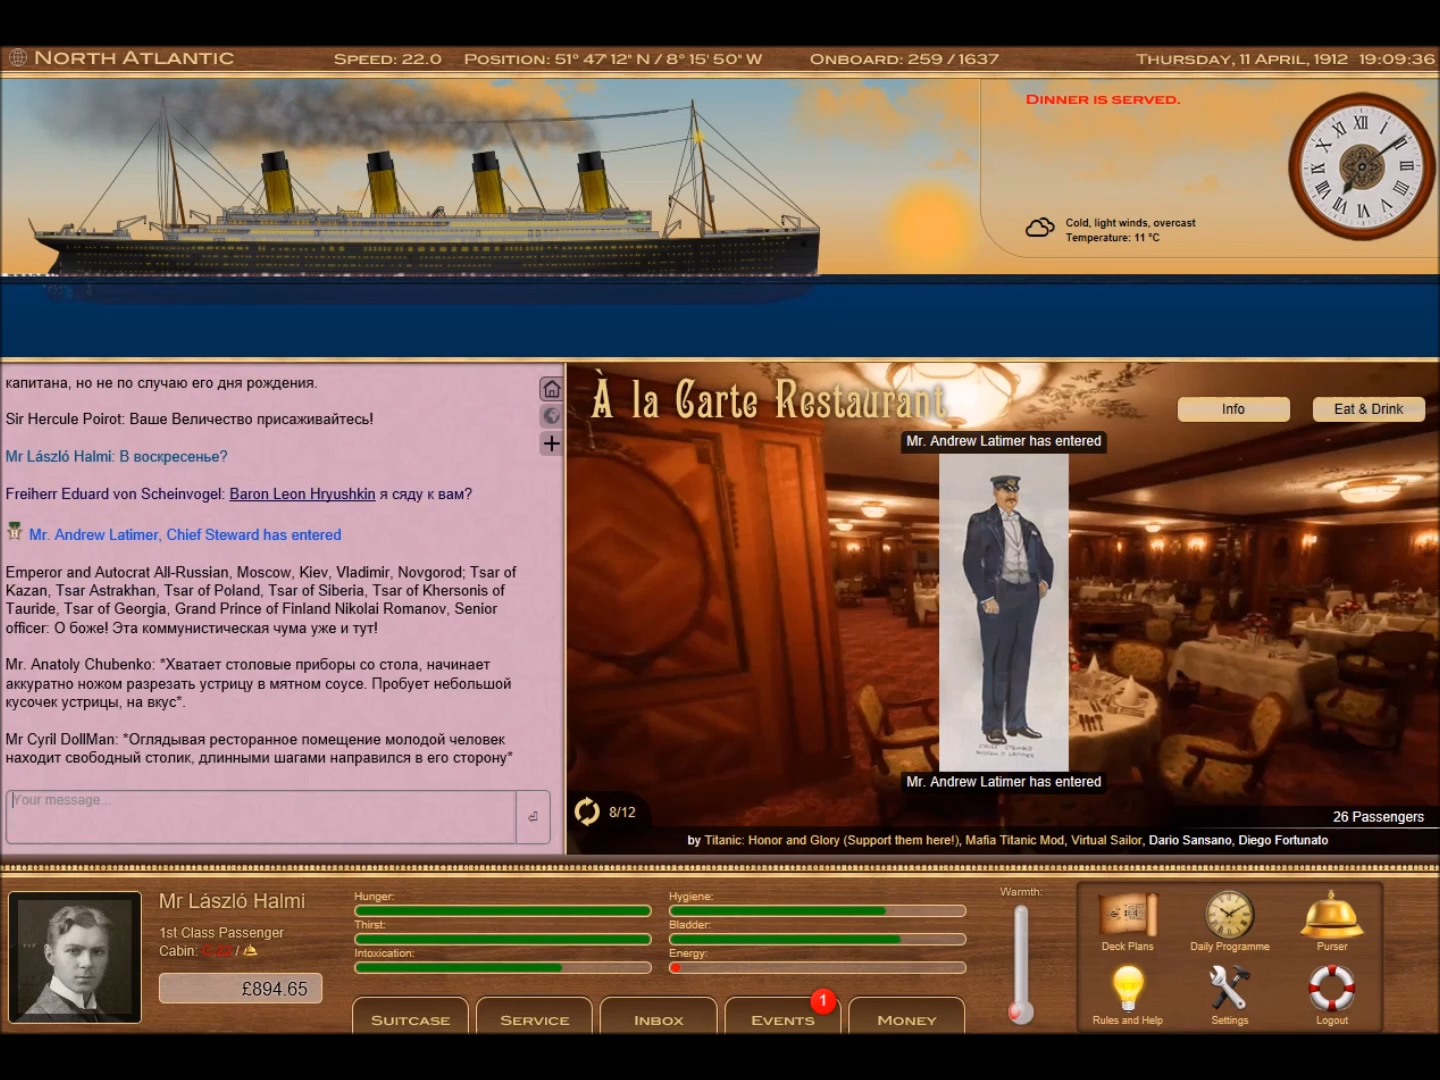 NORTH ATLANTIC
SPEED: 22.0
POSITION: 51° 47' 12" N / 8° 15' 50" W
ONBOARD: 259 / 1637
THURSDAY, 11 APRIL, 1912 19:09:36
DINNER IS SERVED.
Cold, light winds, overcast
Temperature: 11 °C
капитана, но не по случаю его дня рождения.
Sir Hercule Poirot: Ваше Величество присаживайтесь!
Mr László Halmi: В воскресенье?
Freiherr Eduard von Scheinvogel: Baron Leon Hryushkin я сяду к вам?
Mr. Andrew Latimer, Chief Steward has entered
Emperor and Autocrat All-Russian, Moscow, Kiev, Vladimir, Novgorod; Tsar of
Kazan, Tsar Astrakhan, Tsar of Poland, Tsar of Siberia, Tsar of Khersonis of
Tauride, Tsar of Georgia, Grand Prince of Finland Nikolai Romanov, Senior
officer: О боже! Эта коммунистическая чума уже и тут!
Mr. Anatoly Chubenko: *Хватает столовые приборы со стола, начинает
аккуратно ножом разрезать устрицу в мятном соусе. Пробует небольшой
кусочек устрицы, на вкус*.
Mr Cyril DollMan: *Оглядывая ресторанное помещение молодой человек
находит свободный столик, длинными шагами направился в его сторону*
Your message...
À la Carte Restaurant
Info
Eat & Drink
Mr. Andrew Latimer has entered
CHIEF STEWARD
Mr. Andrew Latimer has entered
8/12
26 Passengers
by Titanic: Honor and Glory (Support them here!), Mafia Titanic Mod, Virtual Sailor, Dario Sansano, Diego Fortunato
Mr László Halmi
1st Class Passenger
Cabin: /
£894.65
Hunger:
Thirst:
Intoxication:
Hygiene:
Bladder:
Energy:
Warmth:
SUITCASE
SERVICE
INBOX
EVENTS
1
MONEY
Deck Plans
Daily Programme
Purser
Rules and Help
Settings
Logout